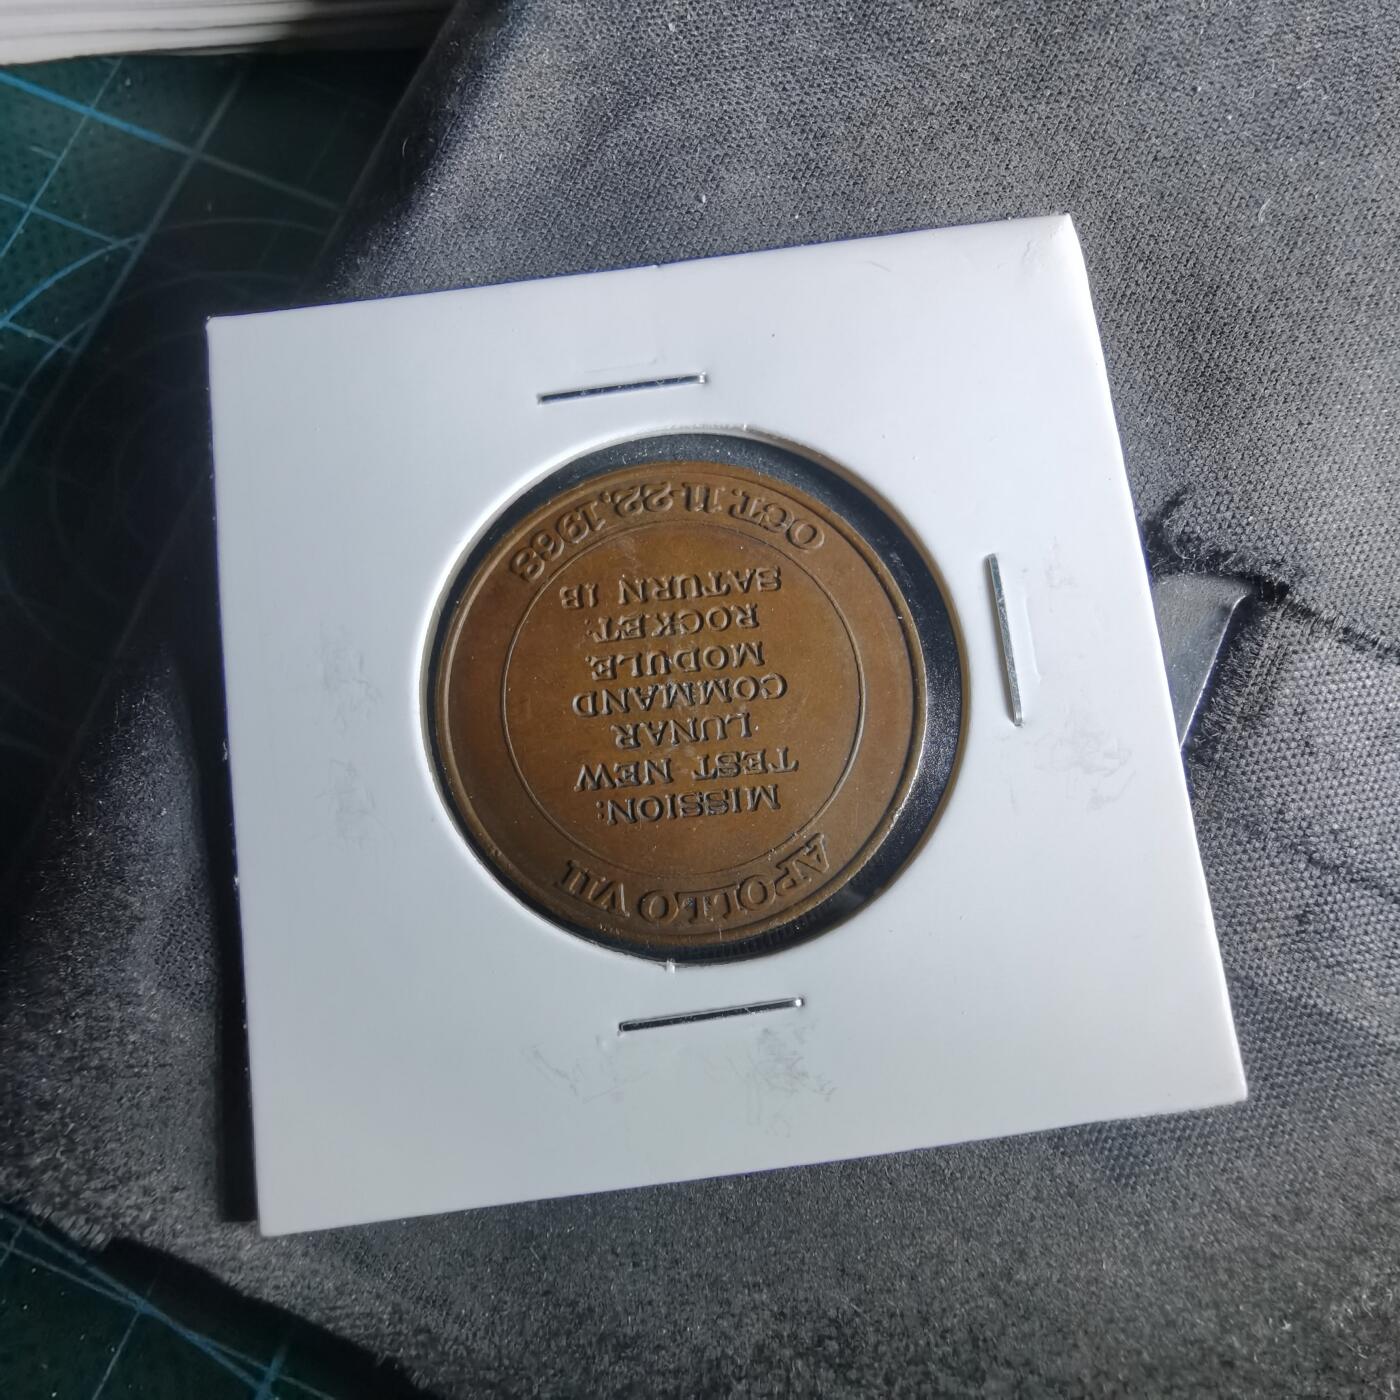 APOLLO VII
MISSION:
TEST NEW
LUNAR
COMMAND
MODULE.
ROCKET:
SATURN 1B
OCT. 11-22, 1968